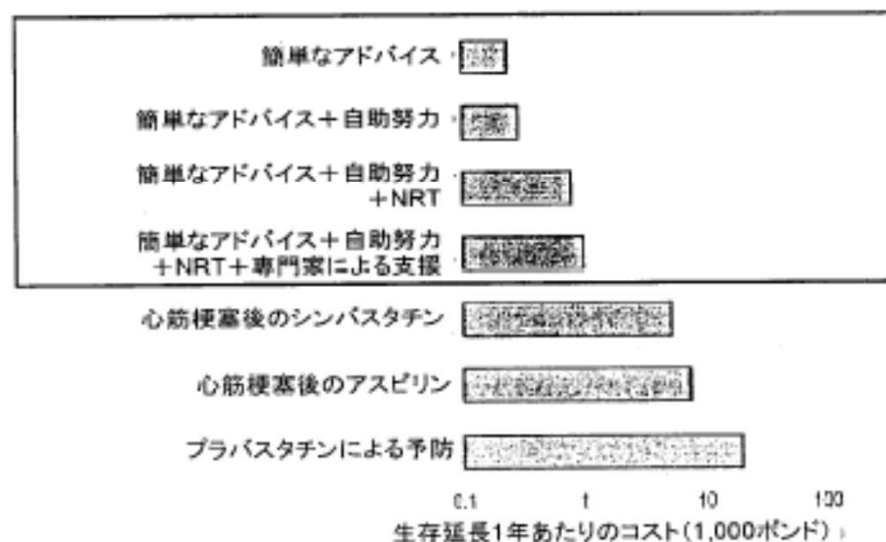 簡単なアドバイス
簡単なアドバイス+自助努力
簡単なアドバイス+自助努力
+NRT
簡単なアドバイス+自助努力
+NRT+専門家による支援
心筋梗塞後のシンバスタチン
心筋梗塞後のアスピリン
プラバスタチンによる予防
0.1 1 10 100
生存延長1年あたりのコスト(1,000ポンド)